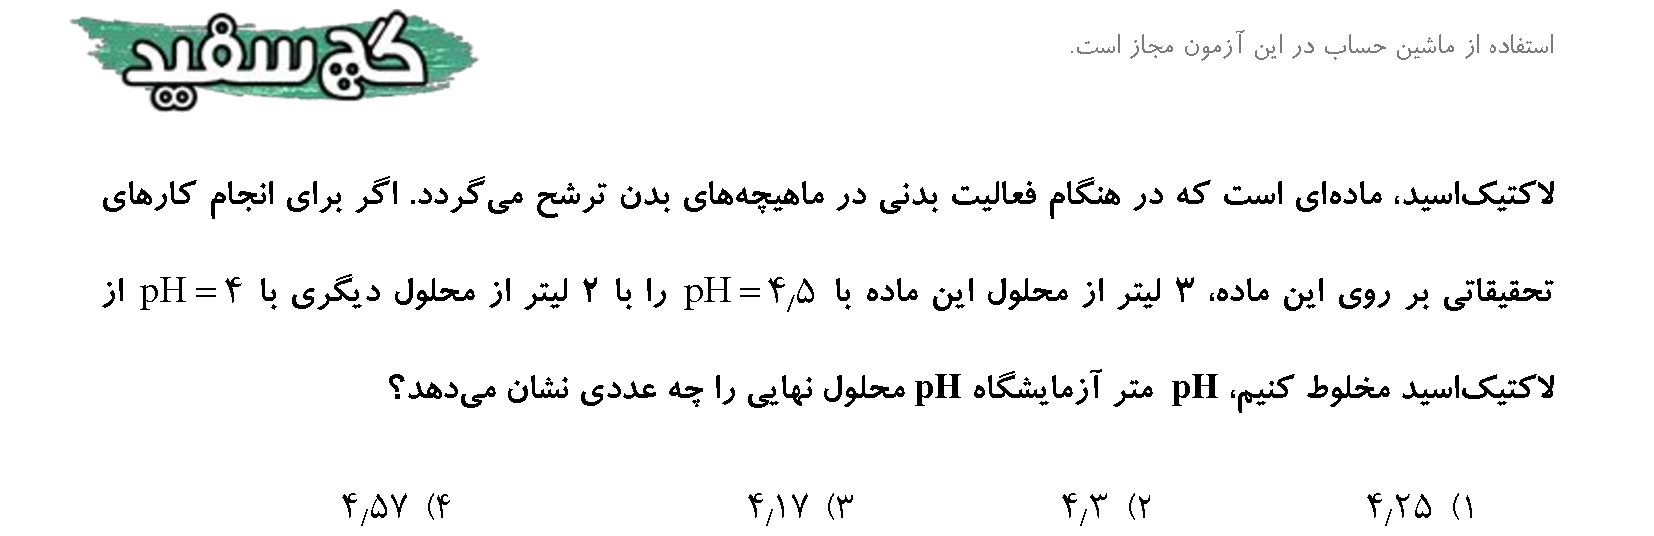 گچ سفید
استفاده از ماشین حساب در این آزمون مجاز است.
لاکتیک‌اسید، ماده‌ای است که در هنگام فعالیت بدنی در ماهیچه‌های بدن ترشح می‌گردد. اگر برای انجام کارهای
تحقیقاتی بر روی این ماده، ۳ لیتر از محلول این ماده با pH = ۴٫۵ را با ۲ لیتر از محلول دیگری با pH = ۴ از
لاکتیک‌اسید مخلوط کنیم، pH متر آزمایشگاه pH محلول نهایی را چه عددی نشان می‌دهد؟
۱) ۴٫۲۵ ۲) ۴٫۳ ۳) ۴٫۱۷ ۴) ۴٫۵۷